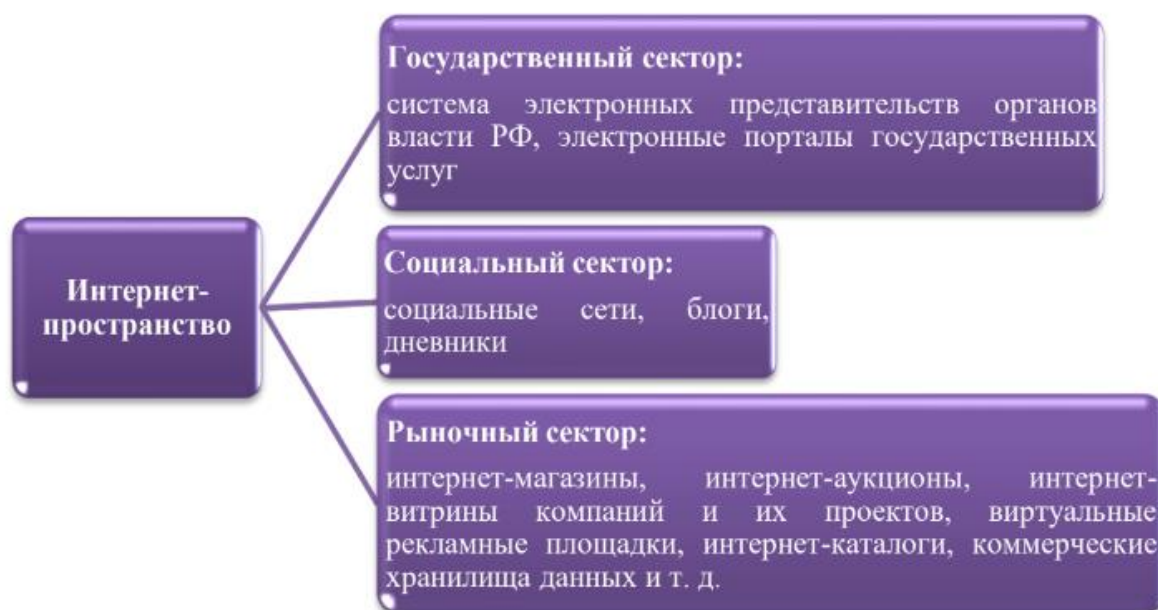 Государственный сектор:
система электронных представительств органов
власти РФ, электронные порталы государственных
услуг
Интернет-
пространство
Социальный сектор:
социальные сети, блоги,
дневники
Рыночный сектор:
интернет-магазины, интернет-аукционы, интернет-
витрины компаний и их проектов, виртуальные
рекламные площадки, интернет-каталоги, коммерческие
хранилища данных и т. д.